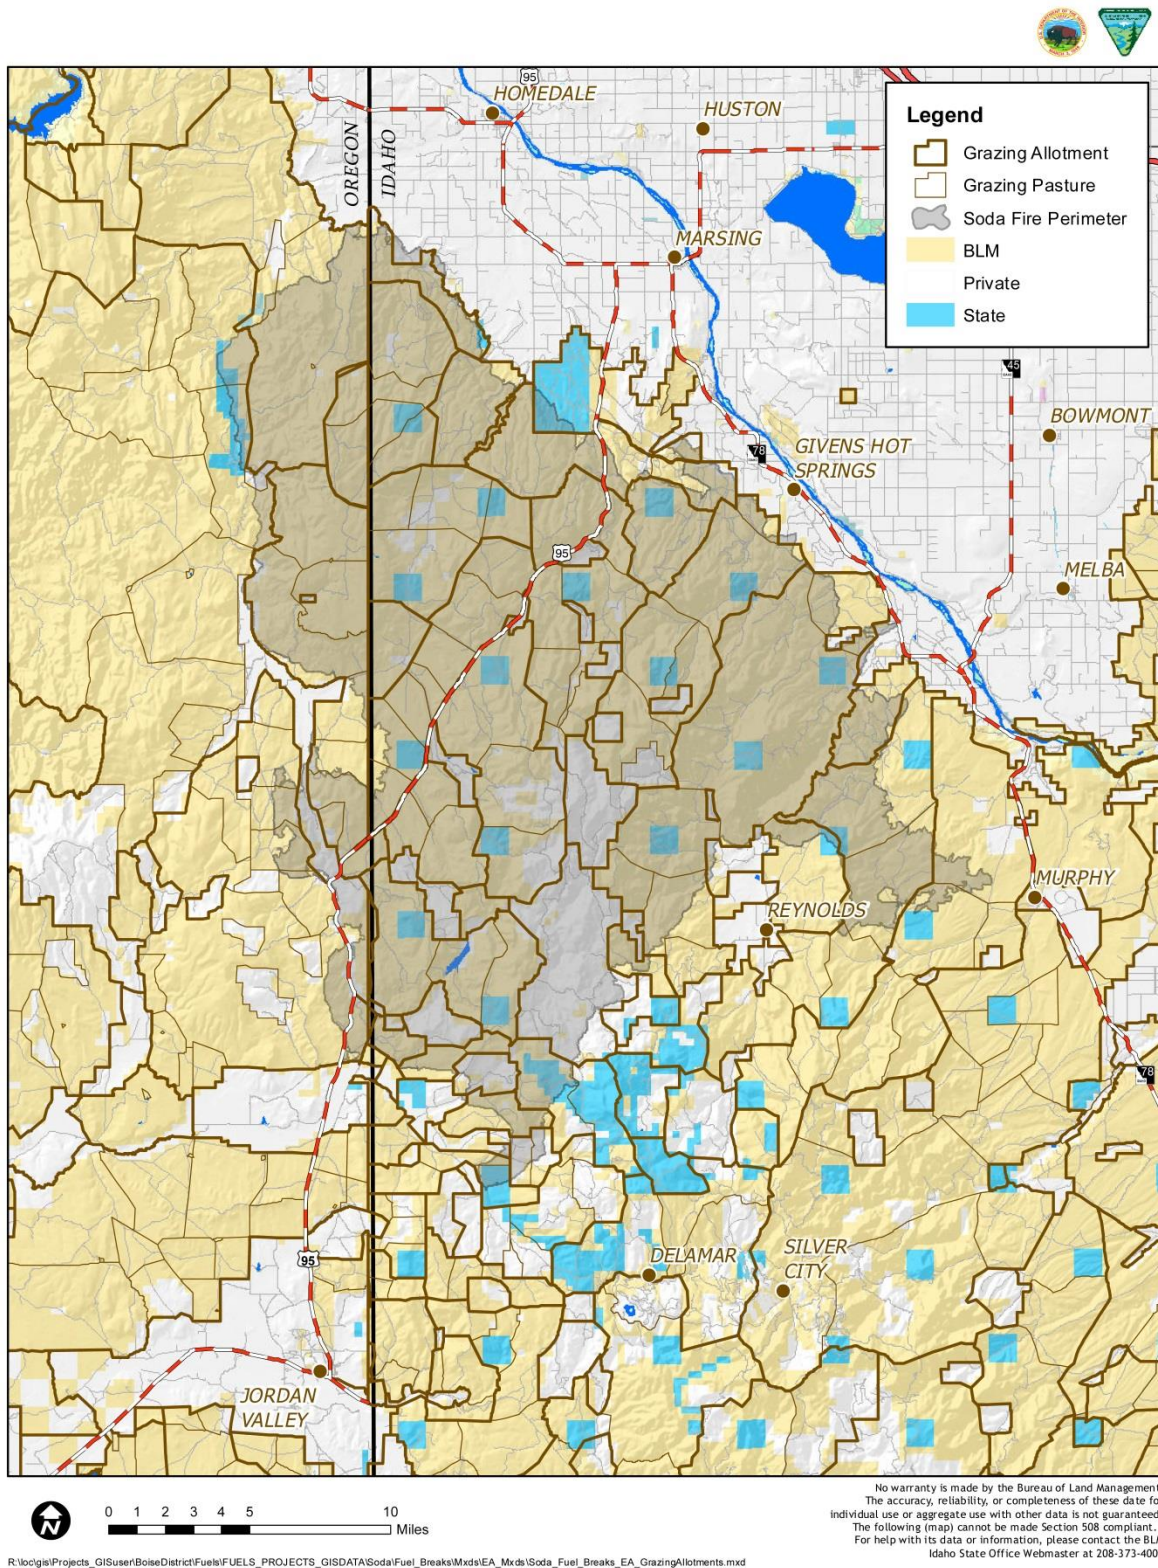 95
HOMEDALE
HUSTON
OREGON
IDAHO
MARSING
Legend
Grazing Allotment
Grazing Pasture
Soda Fire Perimeter
BLM
Private
State
45
BOWMONT
78
GIVENS HOT
SPRINGS
95
MELBA
MURPHY
REYNOLDS
78
95
DELAMAR
SILVER
CITY
JORDAN
VALLEY
N
0 1 2 3 4 5 10
Miles
No warranty is made by the Bureau of Land Management
The accuracy, reliability, or completeness of these date fo
individual use or aggregate use with other data is not guaranteed
The following (map) cannot be made Section 508 compliant.
For help with its data or information, please contact the BL
Idaho State Office Webmaster at 208-373-400
R:\loc\gis\Projects_GISuser\BoiseDistrict\Fuels\FUELS_PROJECTS_GISDATA\Soda\Fuel_Breaks\Mxds\EA_Mxds\Soda_Fuel_Breaks_EA_GrazingAllotments.mxd